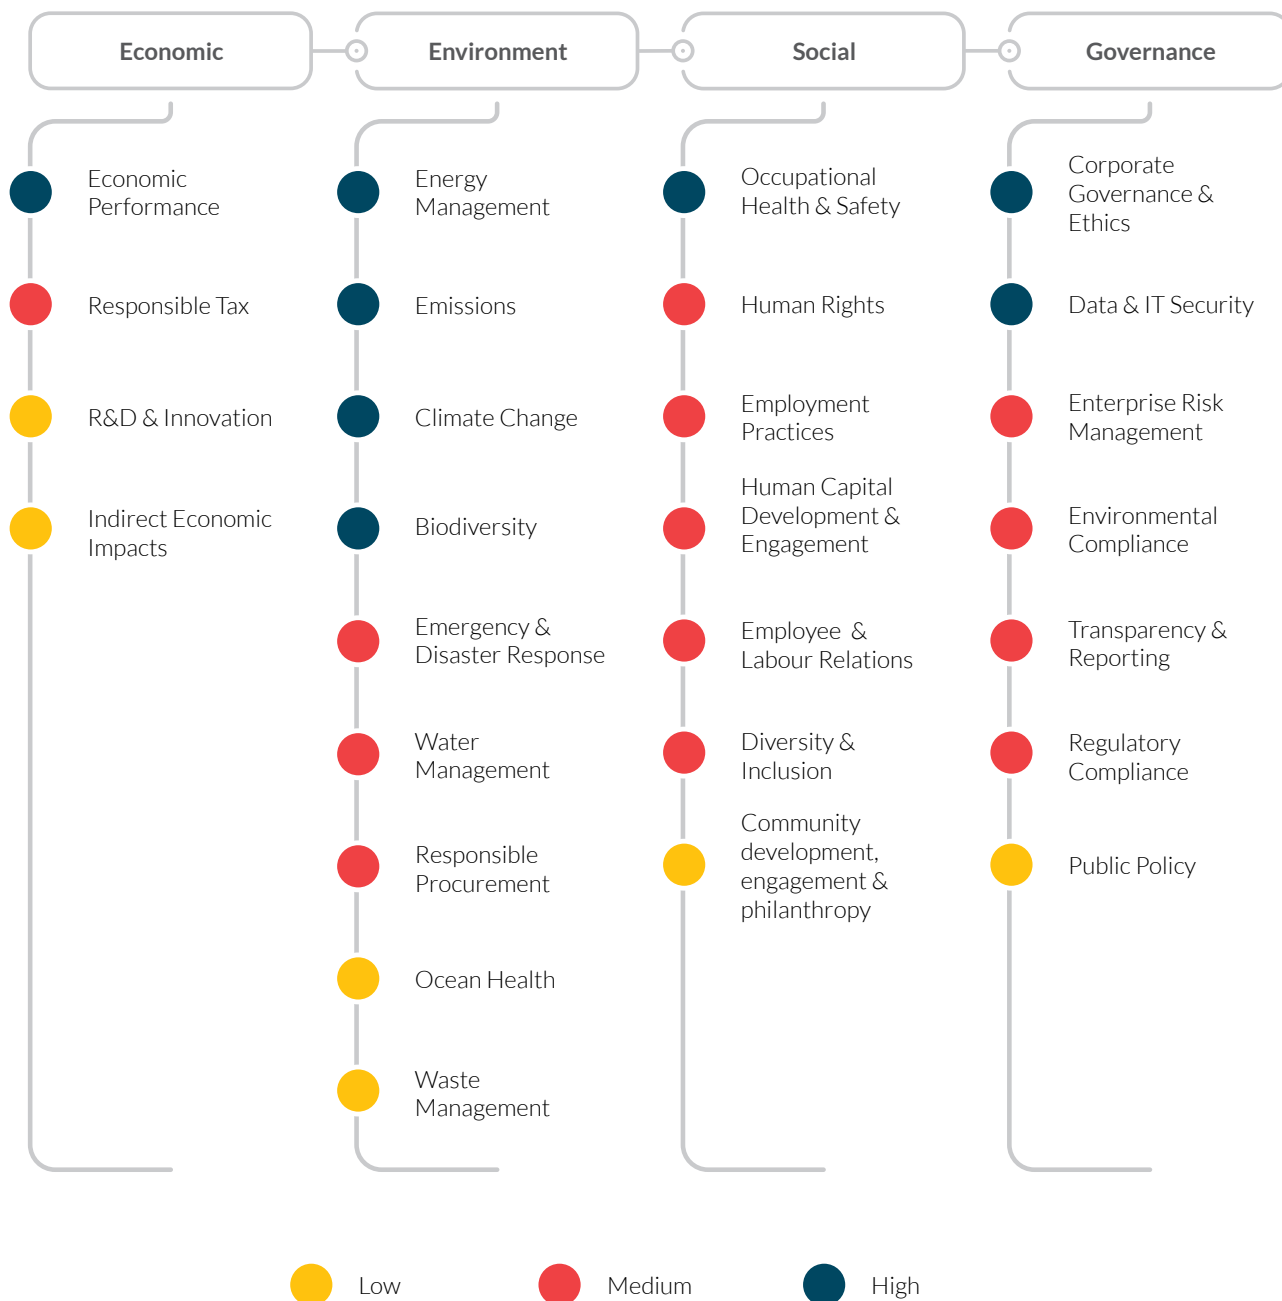 Economic
Environment
Social
Governance
Economic
Performance
Responsible Tax
R&D & Innovation
Indirect Economic
Impacts
Energy
Management
Emissions
Climate Change
Biodiversity
Emergency &
Disaster Response
Water
Management
Responsible
Procurement
Ocean Health
Waste
Management
Occupational
Health & Safety
Human Rights
Employment
Practices
Human Capital
Development &
Engagement
Employee &
Labour Relations
Diversity &
Inclusion
Community
development,
engagement &
philanthropy
Corporate
Governance &
Ethics
Data & IT Security
Enterprise Risk
Management
Environmental
Compliance
Transparency &
Reporting
Regulatory
Compliance
Public Policy
Low
Medium
High